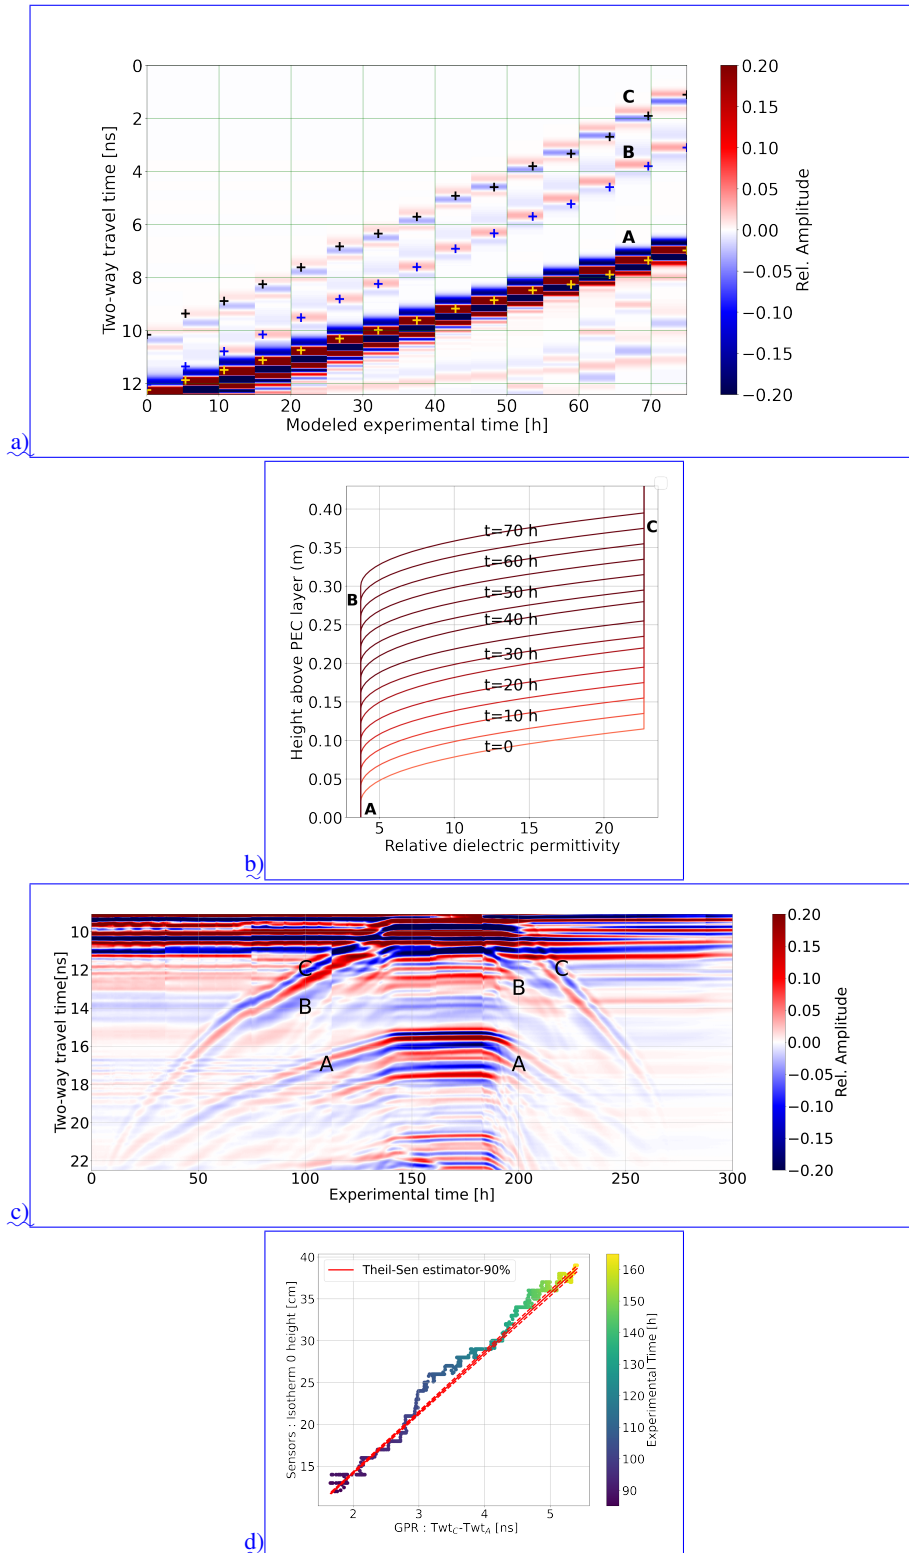 0
2
4
6
8
10
12
Two-way travel time [ns]
C
B
A
0 10 20 30 40 50 60 70
Modeled experimental time [h]
0.20
0.15
0.10
0.05
0.00
−0.05
−0.10
−0.15
−0.20
Rel. Amplitude
a)
0.40
0.35
0.30
0.25
0.20
0.15
0.10
0.05
0.00
Height above PEC layer (m)
t=70 h
C
t=60 h
B
t=50 h
t=40 h
t=30 h
t=20 h
t=10 h
t=0
A
5 10 15 20
Relative dielectric permittivity
b)
10
12
14
16
18
20
22
Two-way travel time[ns]
C C
B B
A A
0 50 100 150 200 250 300
Experimental time [h]
0.20
0.15
0.10
0.05
0.00
−0.05
−0.10
−0.15
−0.20
Rel. Amplitude
c)
40
35
30
25
20
15
Sensors : Isotherm 0 height [cm]
Theil-Sen estimator-90%
2 3 4 5
GPR : Twt_C-Twt_A [ns]
160
150
140
130
120
110
100
90
Experimental Time [h]
d)